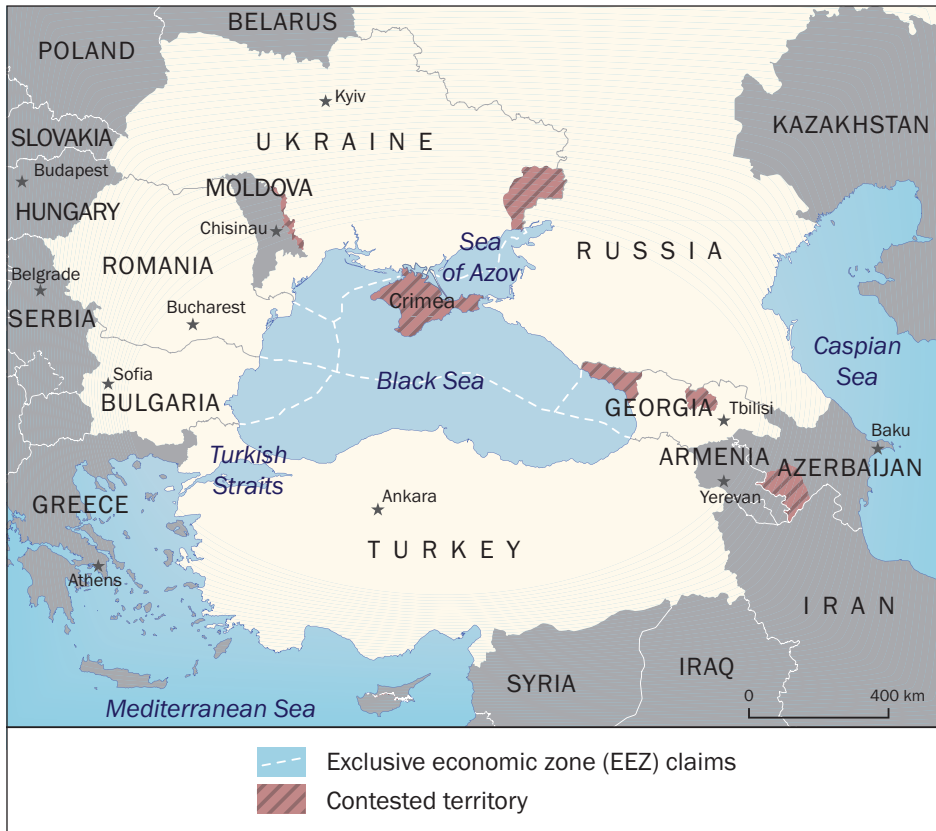 BELARUS
POLAND
Kyiv
KAZAKHSTAN
UKRAINE
SLOVAKIA
Budapest
MOLDOVA
HUNGARY
Chisinau
Sea
of Azov
RUSSIA
ROMANIA
Belgrade
Crimea
Bucharest
SERBIA
Caspian
Sea
Sofia
Black Sea
BULGARIA
GEORGIA
Tbilisi
Baku
Turkish
Straits
ARMENIA
AZERBAIJAN
GREECE
Ankara
Yerevan
TURKEY
Athens
IRAN
SYRIA
IRAQ
0 400 km
Mediterranean Sea
Exclusive economic zone (EEZ) claims
Contested territory